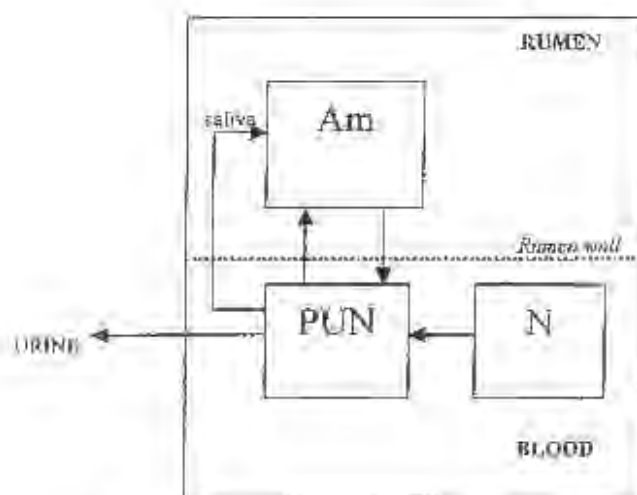 RUMEN
saliva
Am
Rumen wall
PUN
N
URINE
BLOOD